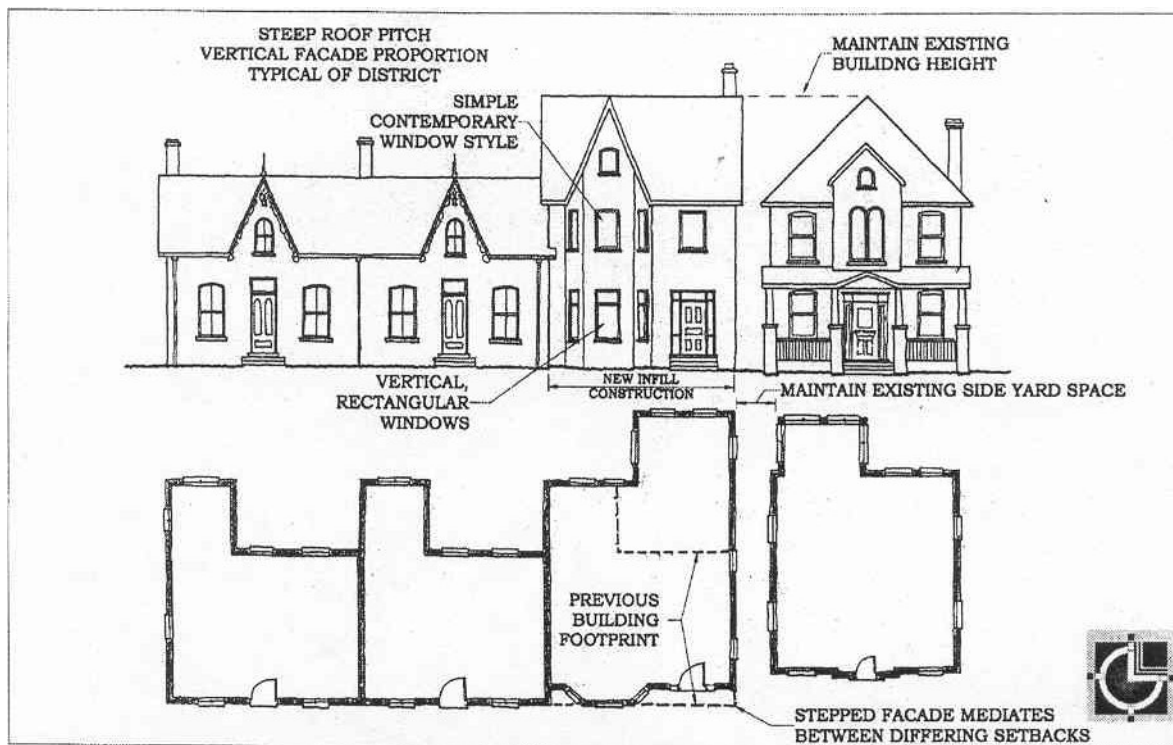 STEEP ROOF PITCH
VERTICAL FACADE PROPORTION
TYPICAL OF DISTRICT
MAINTAIN EXISTING
BUILIDNG HEIGHT
SIMPLE
CONTEMPORARY
WINDOW STYLE
VERTICAL,
RECTANGULAR
WINDOWS
NEW INFILL
CONSTRUCTION
MAINTAIN EXISTING SIDE YARD SPACE
PREVIOUS
BUILDING
FOOTPRINT
STEPPED FACADE MEDIATES
BETWEEN DIFFERING SETBACKS